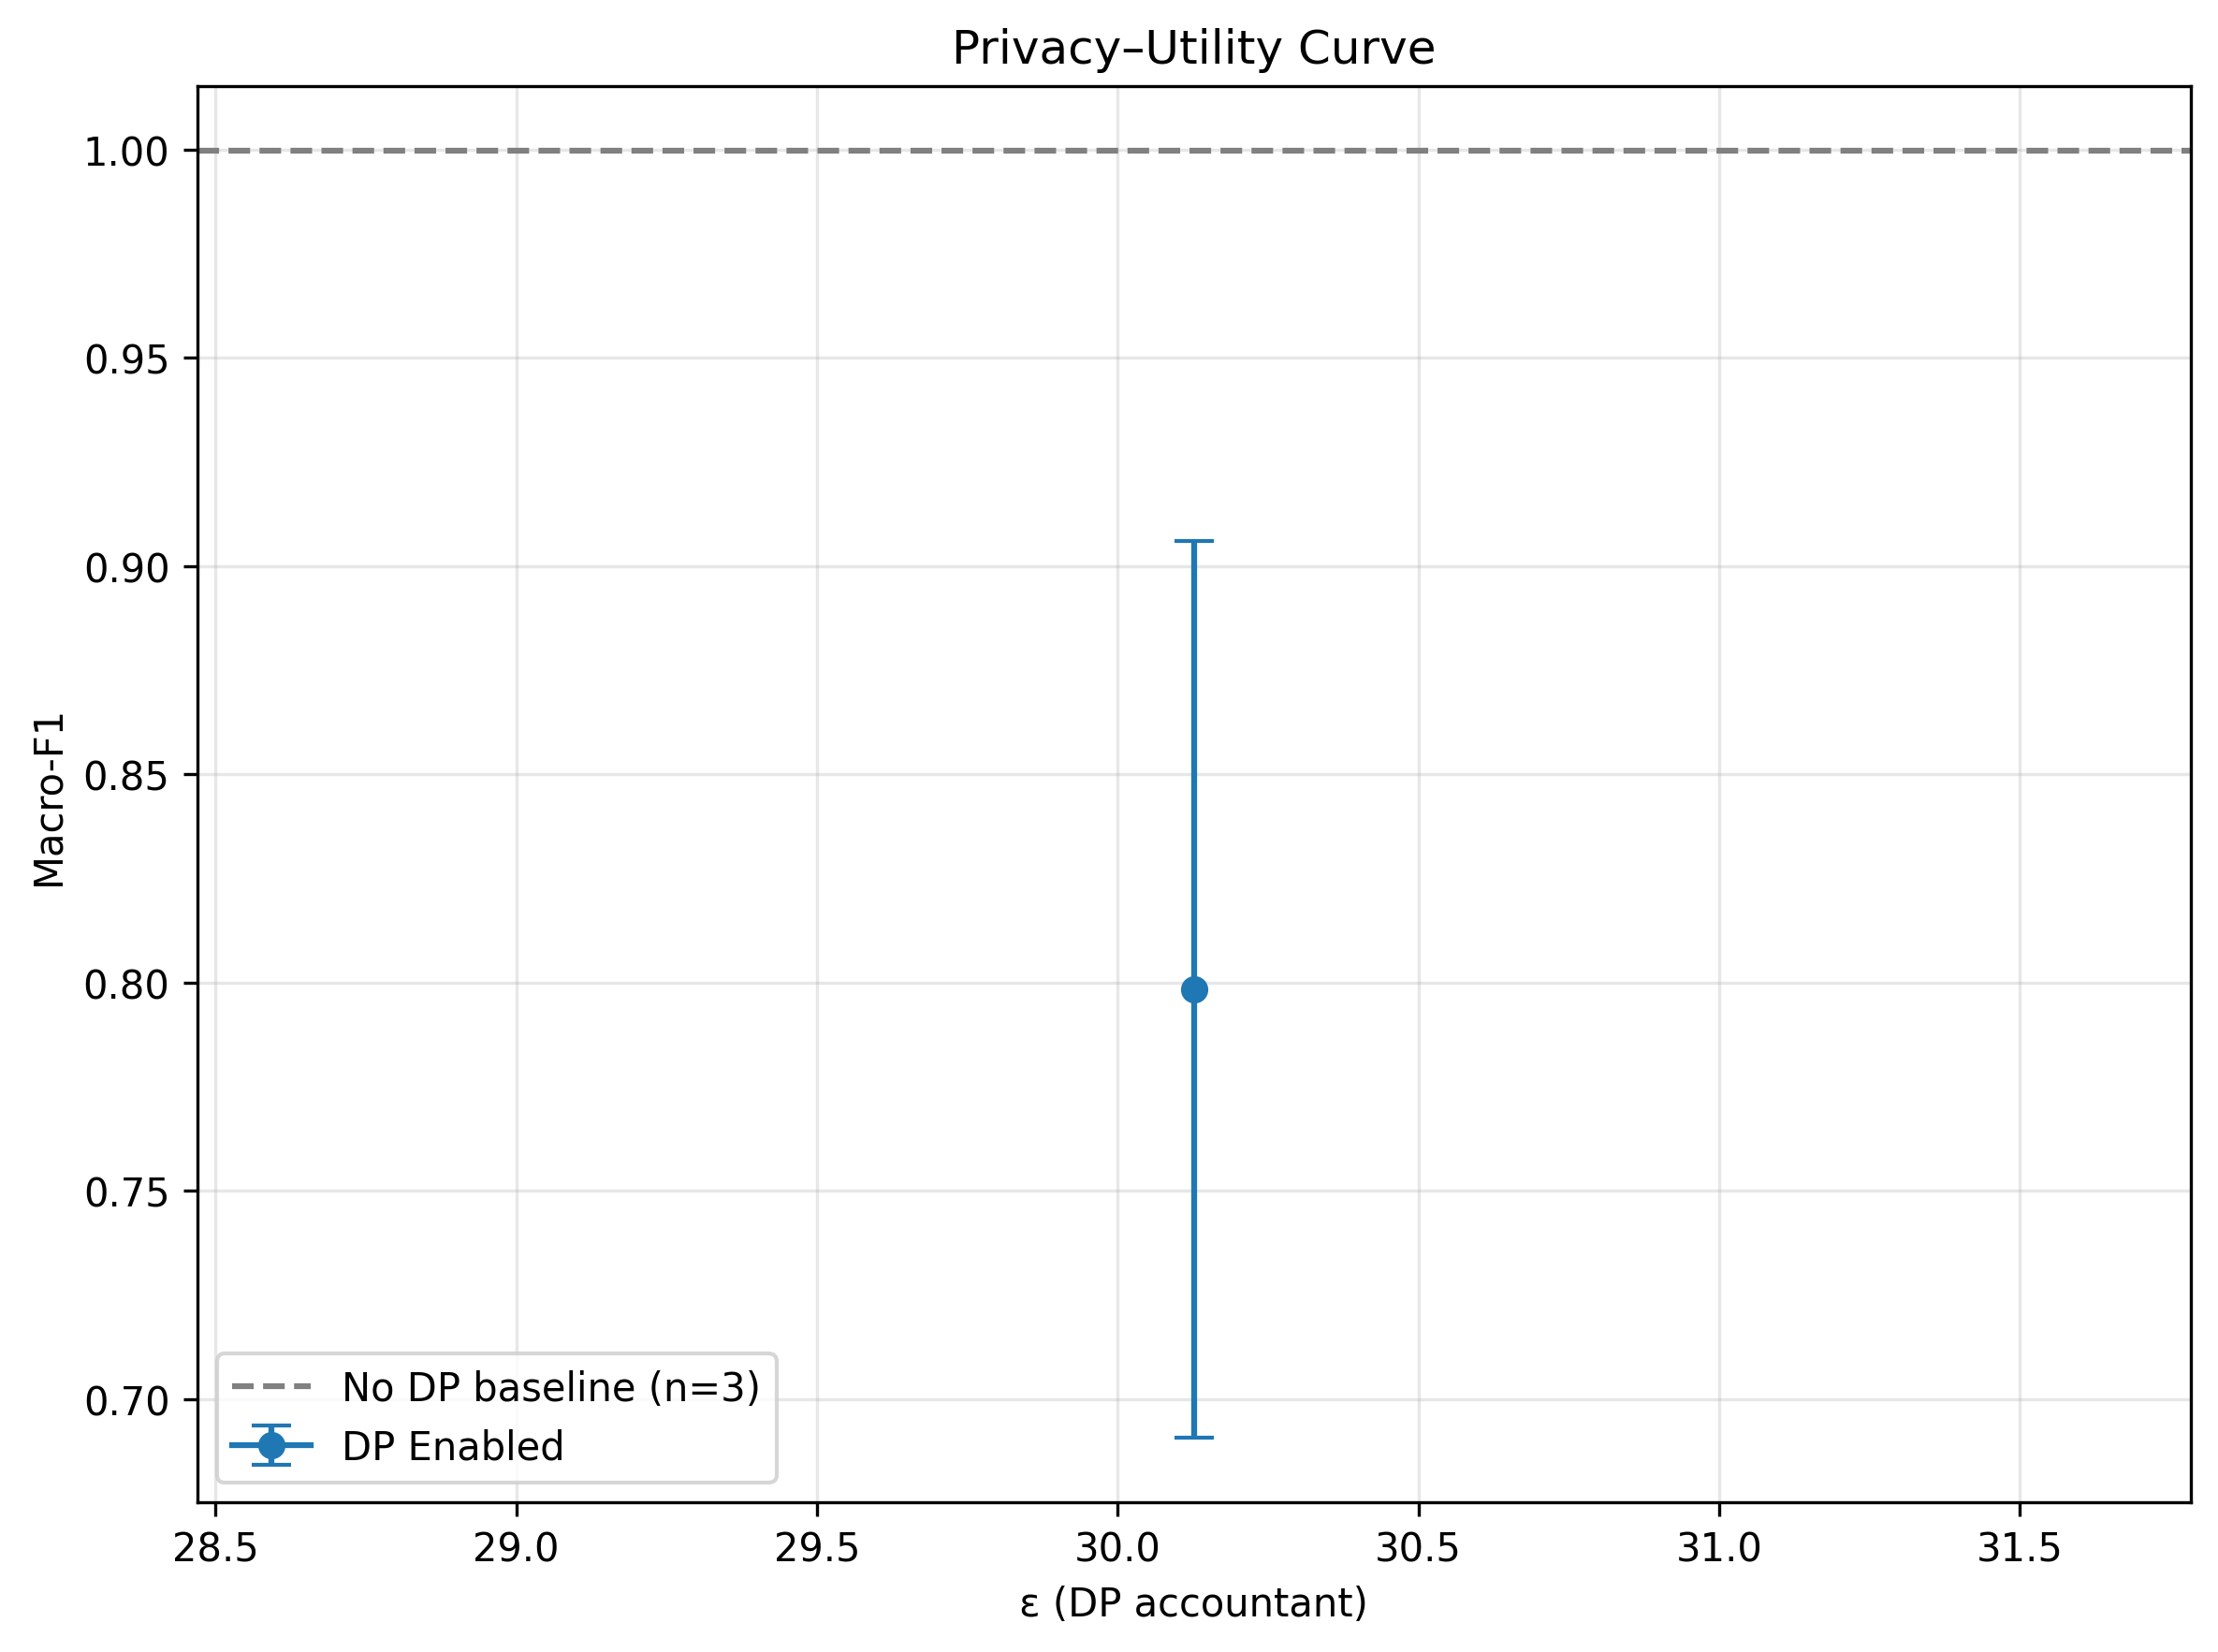 Privacy–Utility Curve
Macro-F1
1.00
0.95
0.90
0.85
0.80
0.75
0.70
No DP baseline (n=3)
DP Enabled
28.5 29.0 29.5 30.0 30.5 31.0 31.5
ε (DP accountant)